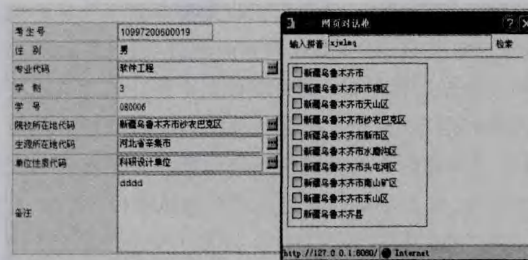 考生号 10997200600019
性 别 男
专业代码 软件工程
学 制 3
学 号 080006
院校所在地代码 新疆乌鲁木齐市沙衣巴克区
生源所在地代码 河北省辛集市
单位性质代码 科研设计单位
备注 dddd
网页对话框
输入拼音: xjwlmq 检索
新疆乌鲁木齐市
新疆乌鲁木齐市市辖区
新疆乌鲁木齐市天山区
新疆乌鲁木齐市沙衣巴克区
新疆乌鲁木齐市新市区
新疆乌鲁木齐市水磨沟区
新疆乌鲁木齐市头屯河区
新疆乌鲁木齐市南山矿区
新疆乌鲁木齐市东山区
新疆乌鲁木齐县
http://127.0.0.1:8080/ Internet